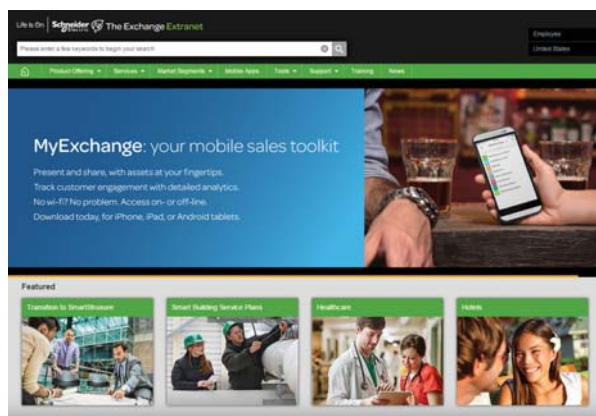 Life Is On | Schneider Electric The Exchange Extranet
Employee
Please enter a few keywords to begin your search
United States
Product Offering Services Market Segments Mobile Apps Tools Support Training News
MyExchange: your mobile sales toolkit
Present and share, with assets at your fingertips.
Track customer engagement with detailed analytics.
No wi-fi? No problem. Access on- or off-line.
Download today, for iPhone, iPad, or Android tablets.
Featured
Transition to SmartStruxure
Smart Building Service Plans
Healthcare
Hotels